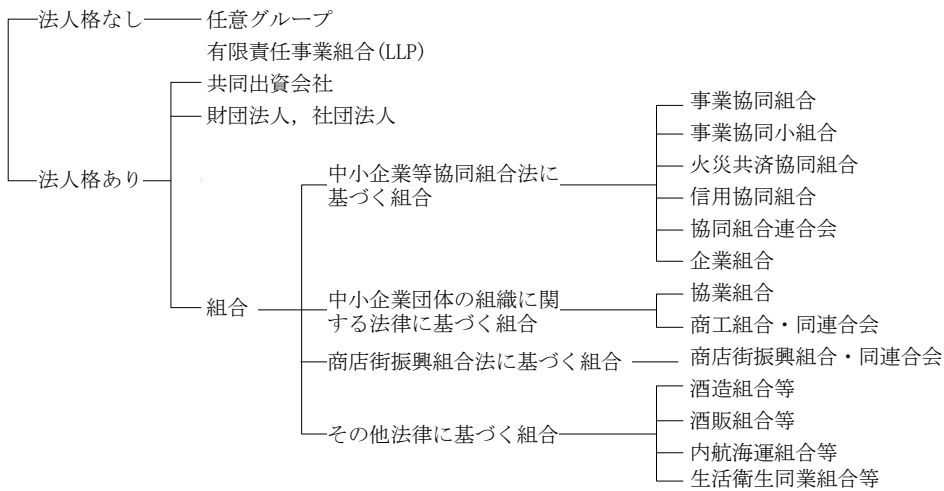 法人格なし
任意グループ
有限責任事業組合(LLP)
共同出資会社
財団法人，社団法人
法人格あり
組合
中小企業等協同組合法に
基づく組合
事業協同組合
事業協同小組合
火災共済協同組合
信用協同組合
協同組合連合会
企業組合
中小企業団体の組織に関
する法律に基づく組合
協業組合
商工組合・同連合会
商店街振興組合法に基づく組合
商店街振興組合・同連合会
その他法律に基づく組合
酒造組合等
酒販組合等
内航海運組合等
生活衛生同業組合等